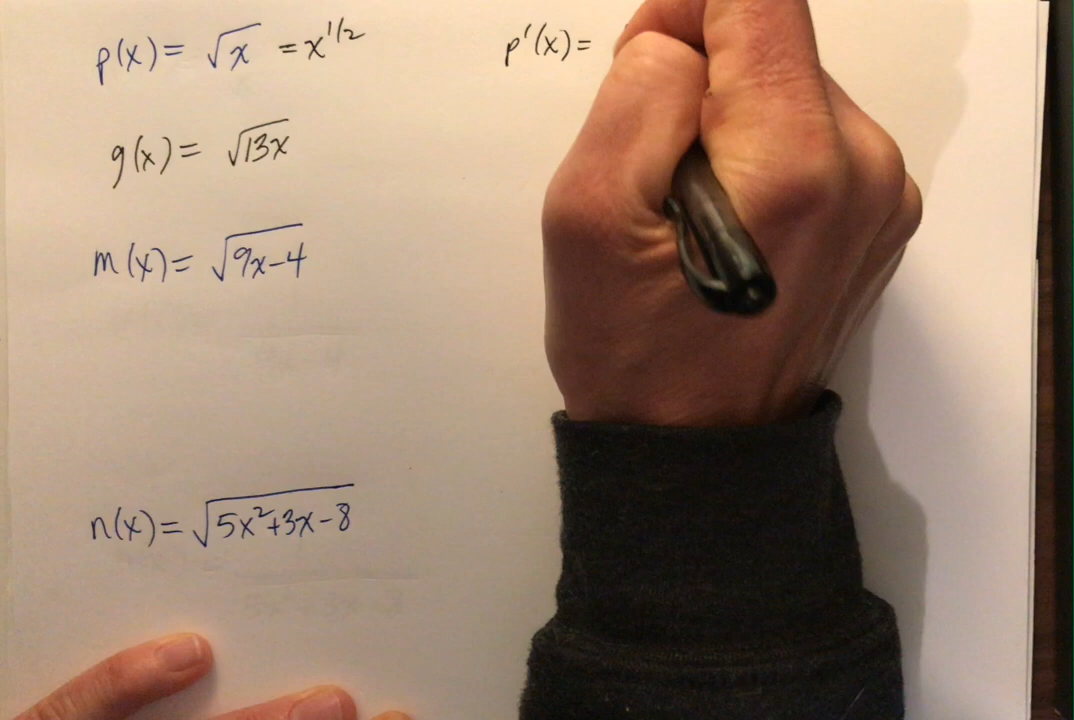 p(x) = √x = x^1/2 p'(x) =
g(x) = √13x
m(x) = √9x-4
n(x) = √5x²+3x-8